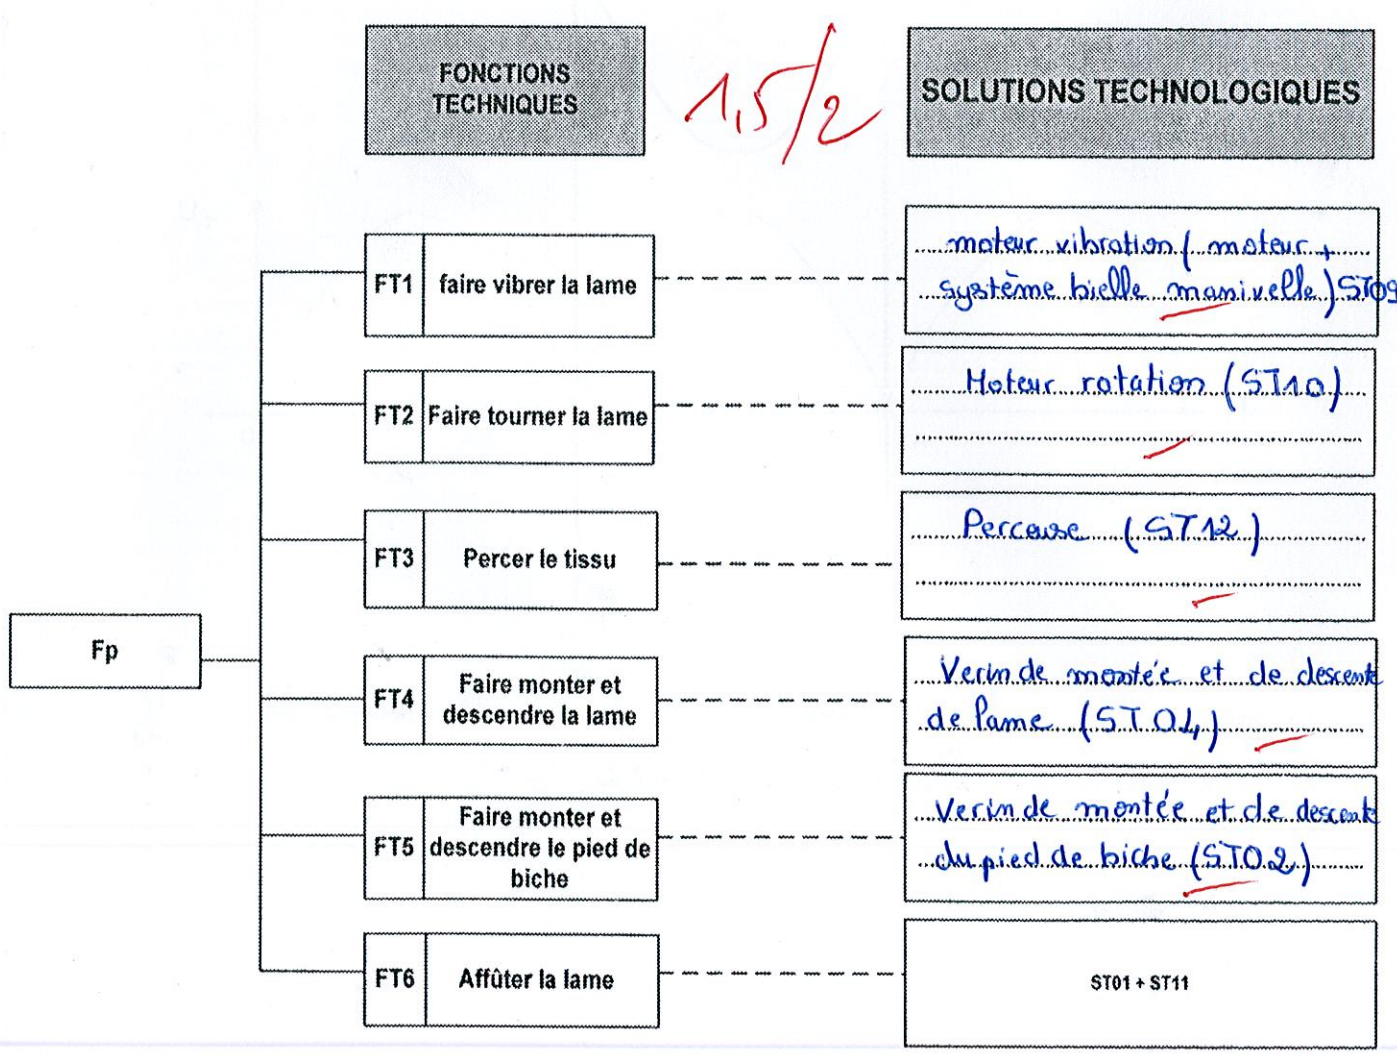 FONCTIONS
TECHNIQUES
1,5/2
SOLUTIONS TECHNOLOGIQUES
FT1 faire vibrer la lame
moteur vibration ( moteur +
système bielle manivelle) ST09
FT2 Faire tourner la lame
Moteur rotation (ST10)
FT3 Percer le tissu
Perceuse (ST12)
Fp
FT4 Faire monter et
descendre la lame
Verin de montée et de descente
de lame (ST04)
FT5 Faire monter et
descendre le pied de
biche
Verin de montée et de descente
du pied de biche (ST02)
FT6 Affûter la lame
ST01 + ST11